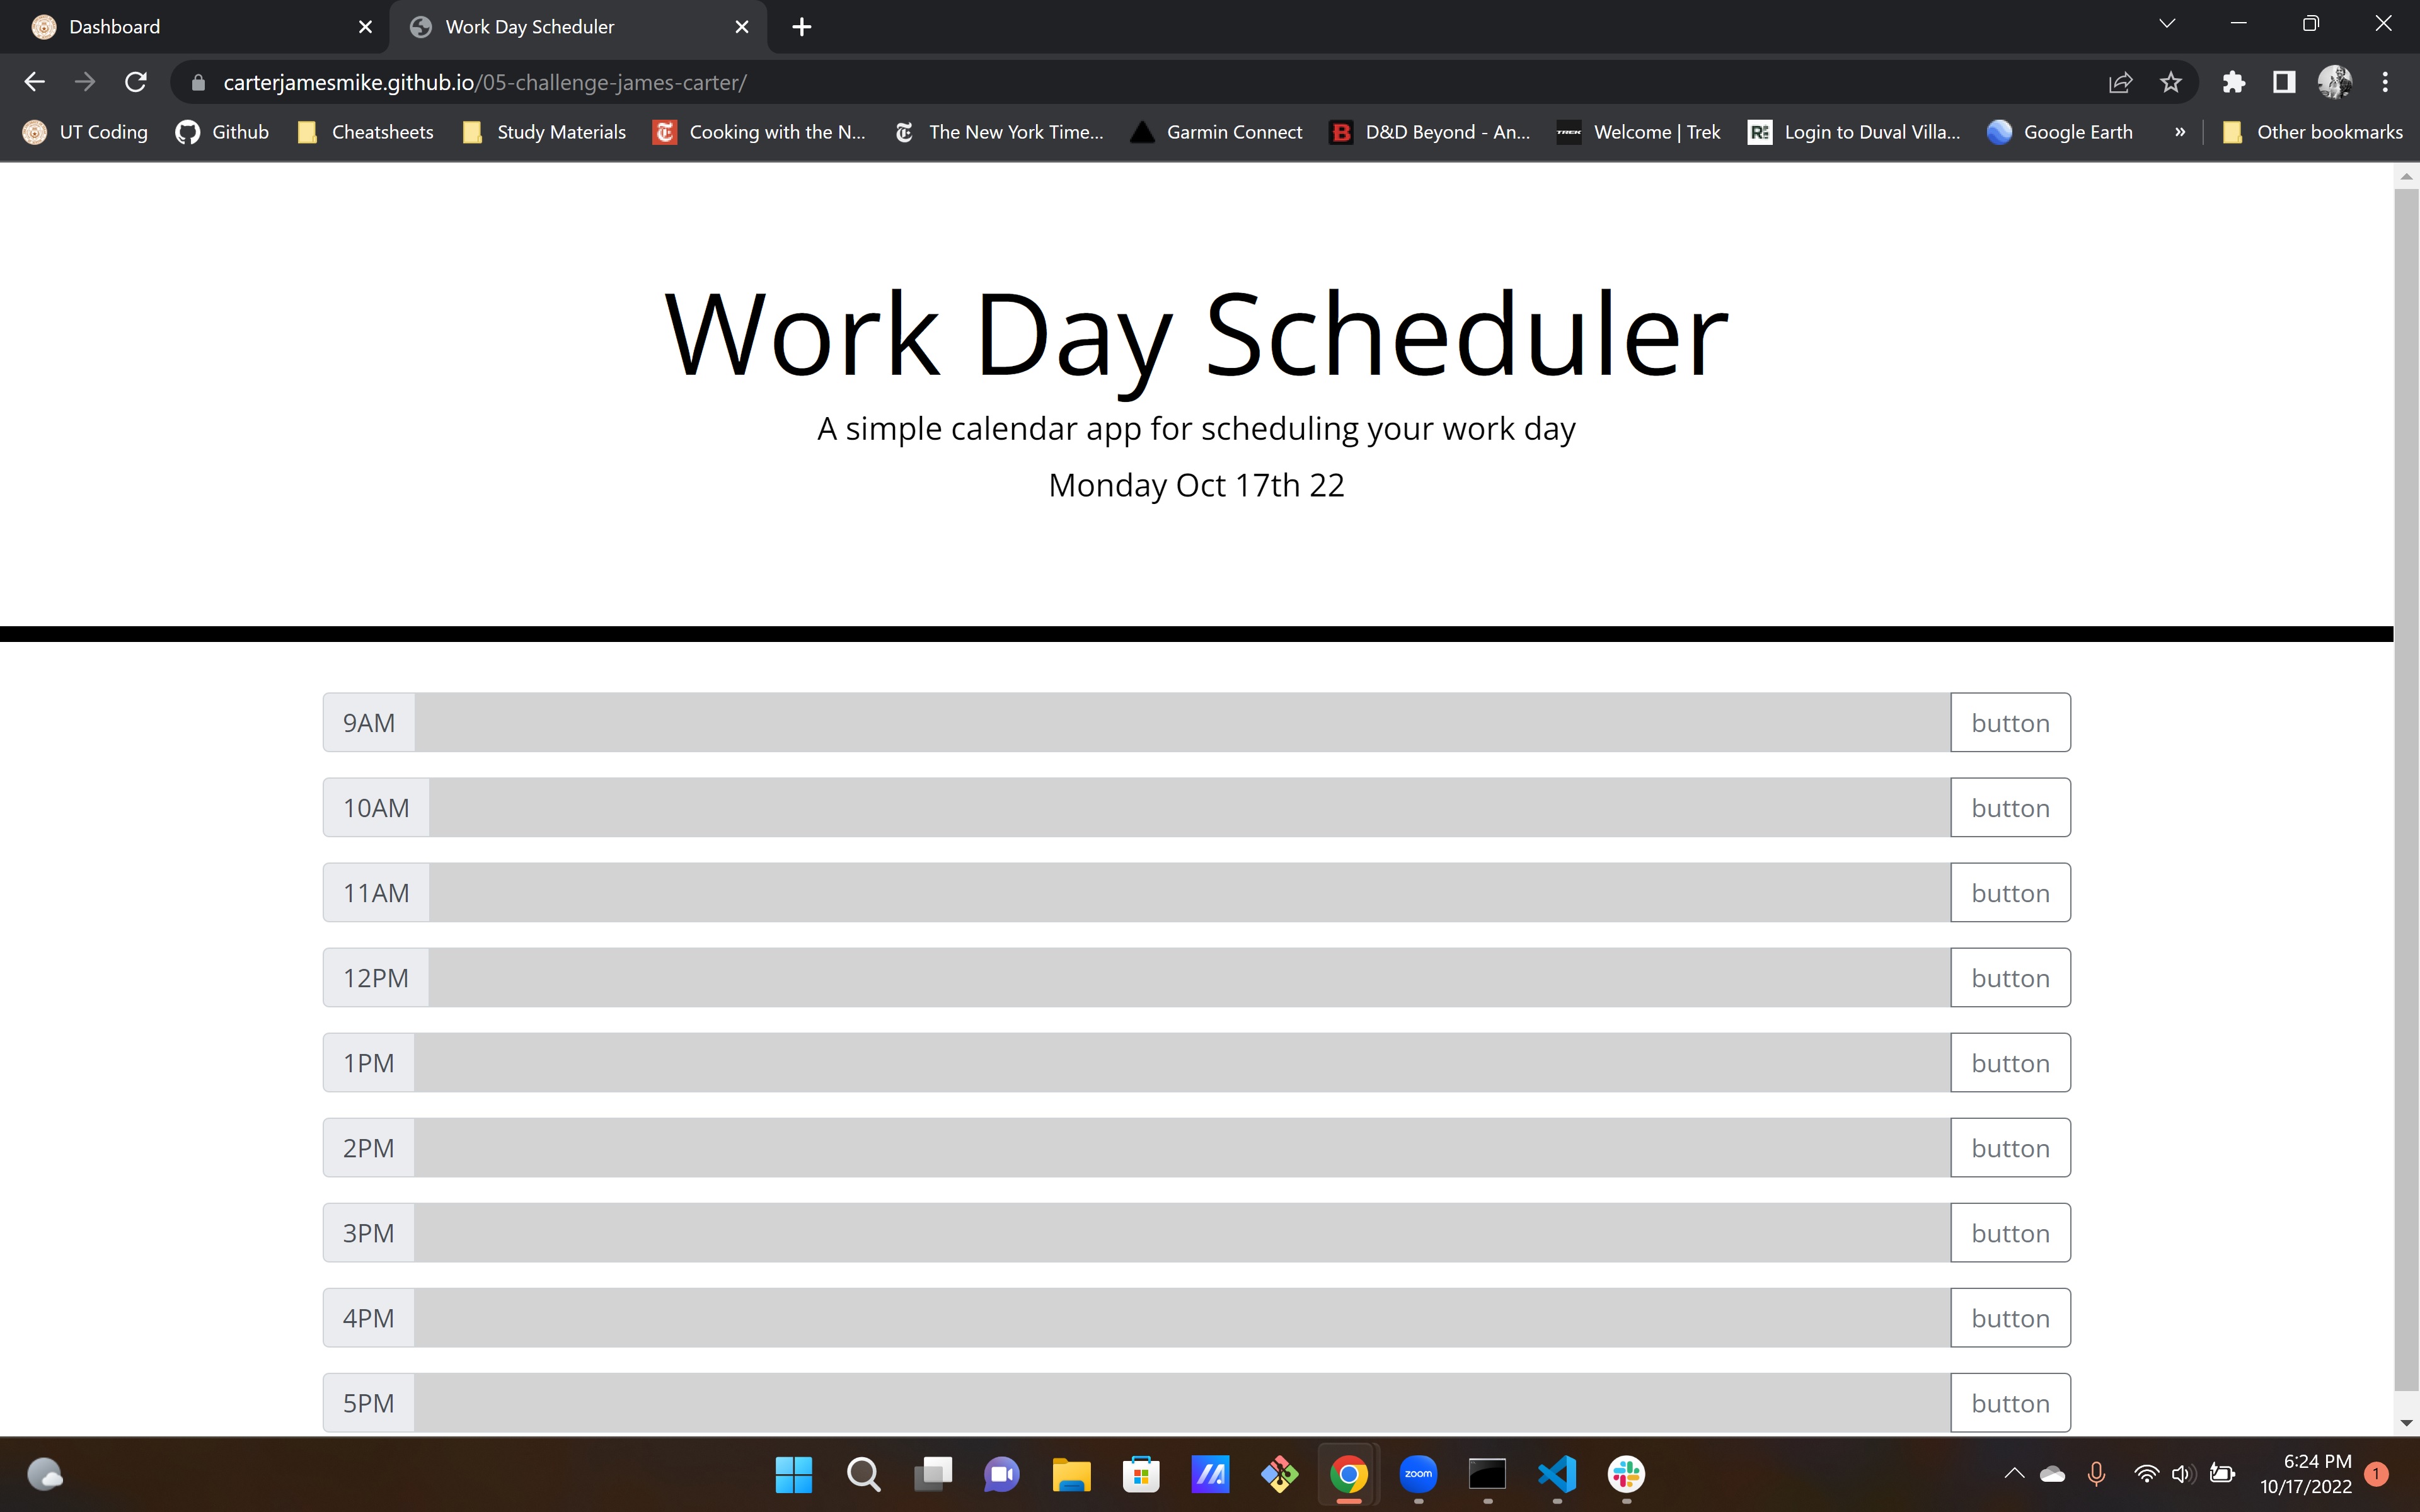 Dashboard
Work Day Scheduler
carterjamesmike.github.io/05-challenge-james-carter/
UT Coding Github Cheatsheets Study Materials Cooking with the N... The New York Time... Garmin Connect D&D Beyond - An... Welcome | Trek Login to Duval Villa... Google Earth » Other bookmarks
Work Day Scheduler
A simple calendar app for scheduling your work day
Monday Oct 17th 22
9AM button
10AM button
11AM button
12PM button
1PM button
2PM button
3PM button
4PM button
5PM button
zoom
6:24 PM
10/17/2022
1